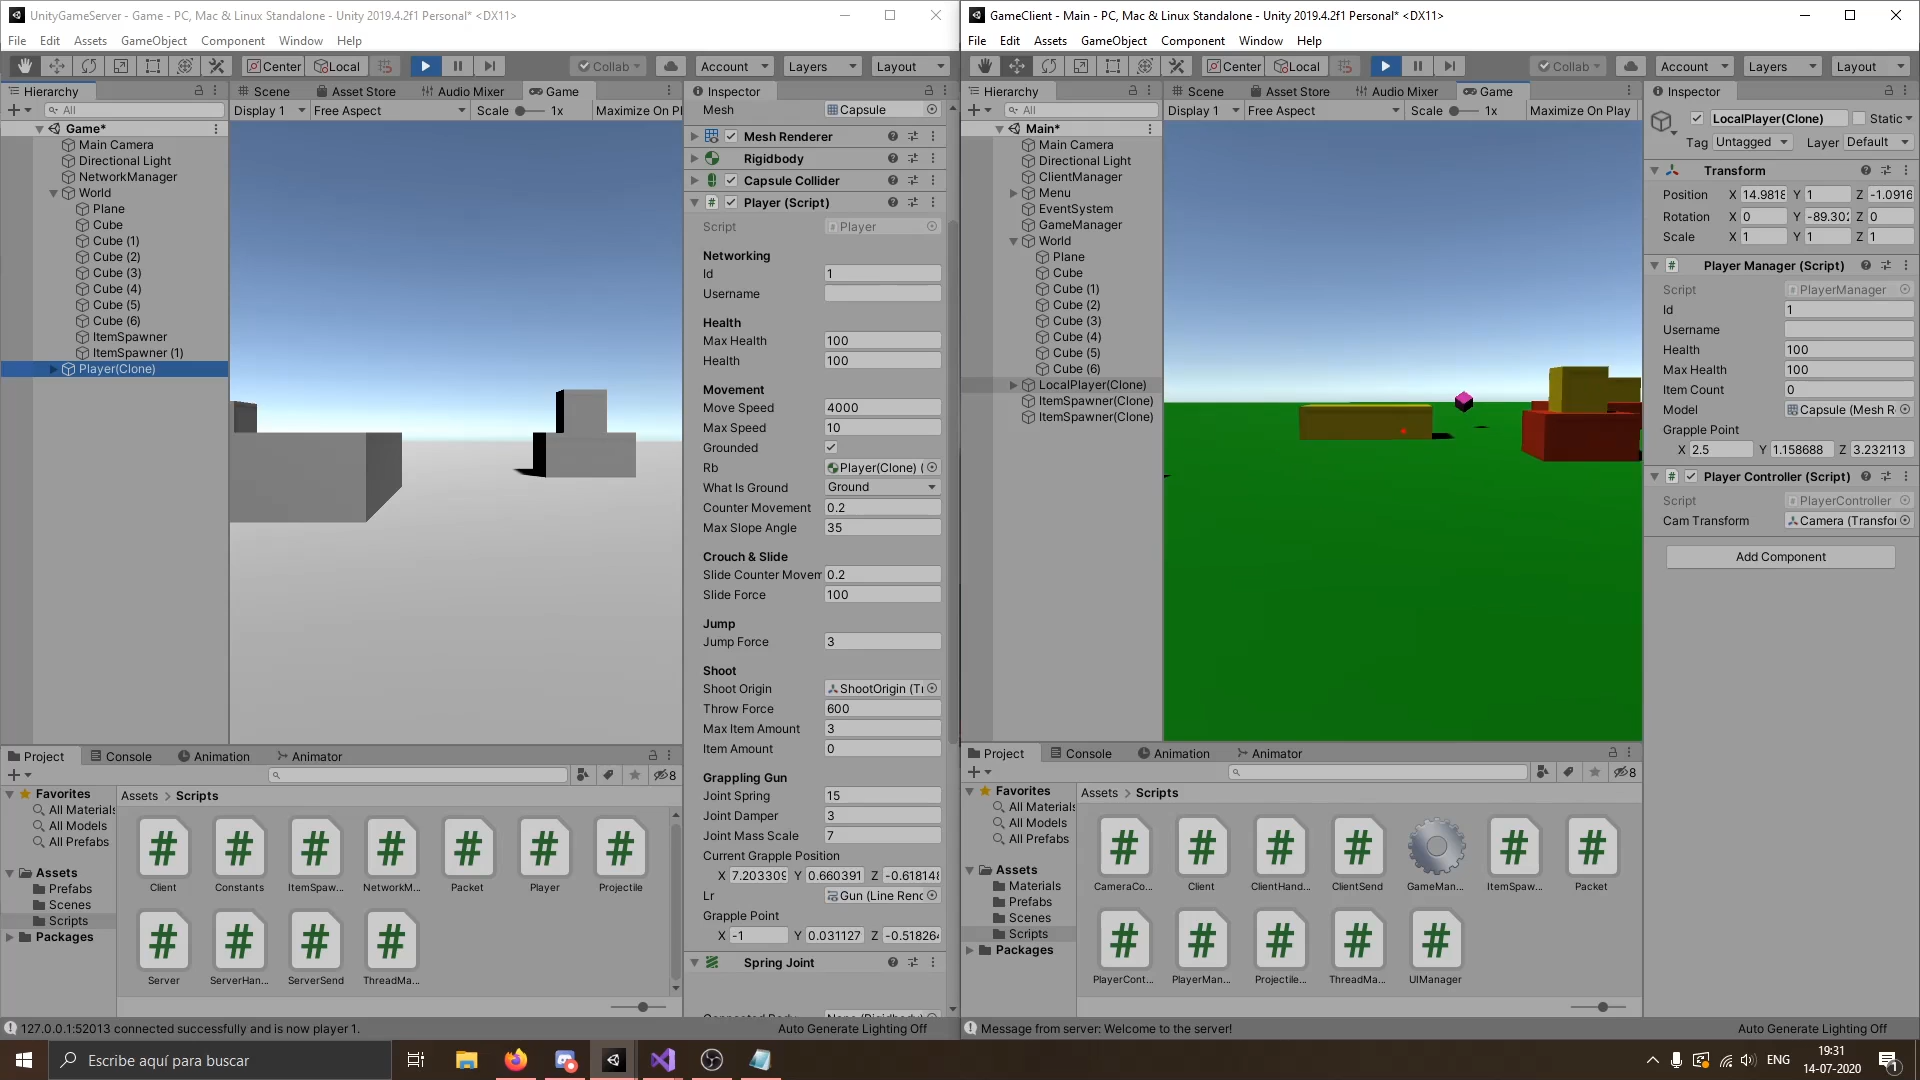 UnityGameServer - Game - PC, Mac & Linux Standalone - Unity 2019.4.2f1 Personal* <DX11>
File Edit Assets GameObject Component Window Help
Center Local Collab Account Layers Layout
Hierarchy
All
Game*
Main Camera
Directional Light
NetworkManager
World
Plane
Cube
Cube (1)
Cube (2)
Cube (3)
Cube (4)
Cube (5)
Cube (6)
ItemSpawner
ItemSpawner (1)
Player(Clone)
Scene Asset Store Audio Mixer Game
Display 1 Free Aspect Scale 1x Maximize On Pl
Inspector
Mesh Capsule
Mesh Renderer
Rigidbody
Capsule Collider
Player (Script)
Script Player
Networking
Id 1
Username
Health
Max Health 100
Health 100
Movement
Move Speed 4000
Max Speed 10
Grounded
Rb Player(Clone) (
What Is Ground Ground
Counter Movement 0.2
Max Slope Angle 35
Crouch & Slide
Slide Counter Movem 0.2
Slide Force 100
Jump
Jump Force 3
Shoot
Shoot Origin ShootOrigin (Tr
Throw Force 600
Max Item Amount 3
Item Amount 0
Grappling Gun
Joint Spring 15
Joint Damper 3
Joint Mass Scale 7
Current Grapple Position
X 7.203309 Y 0.660391 Z -0.618148
Lr Gun (Line Rend
Grapple Point
X -1 Y 0.031127 Z -0.518264
Spring Joint
Project Console Animation Animator
8
Favorites
All Materials
All Models
All Prefabs
Assets
Prefabs
Scenes
Scripts
Packages
Assets > Scripts
Client Constants ItemSpaw... NetworkM... Packet Player Projectile
Server ServerHan... ServerSend ThreadMa...
127.0.0.1:52013 connected successfully and is now player 1.
Auto Generate Lighting Off
GameClient - Main - PC, Mac & Linux Standalone - Unity 2019.4.2f1 Personal* <DX11>
File Edit Assets GameObject Component Window Help
Center Local Collab Account Layers Layout
Hierarchy
All
Main*
Main Camera
Directional Light
ClientManager
Menu
EventSystem
GameManager
World
Plane
Cube
Cube (1)
Cube (2)
Cube (3)
Cube (4)
Cube (5)
Cube (6)
LocalPlayer(Clone)
ItemSpawner(Clone)
ItemSpawner(Clone)
Scene Asset Store Audio Mixer Game
Display 1 Free Aspect Scale 1x Maximize On Play
Inspector
LocalPlayer(Clone) Static
Tag Untagged Layer Default
Transform
Position X 14.9818 Y 1 Z -1.0916
Rotation X 0 Y -89.302 Z 0
Scale X 1 Y 1 Z 1
Player Manager (Script)
Script PlayerManager
Id 1
Username
Health 100
Max Health 100
Item Count 0
Model Capsule (Mesh R
Grapple Point
X 2.5 Y 1.158688 Z 3.232113
Player Controller (Script)
Script PlayerController
Cam Transform Camera (Transfor
Add Component
Project Console Animation Animator
8
Favorites
All Materials
All Models
All Prefabs
Assets
Materials
Prefabs
Scenes
Scripts
Packages
Assets > Scripts
CameraCo... Client ClientHand... ClientSend GameMan... ItemSpaw... Packet
PlayerCont... PlayerMan... Projectile... ThreadMa... UIManager
Message from server: Welcome to the server!
Auto Generate Lighting Off
Escribe aquí para buscar
ENG
19:31
14-07-2020
1